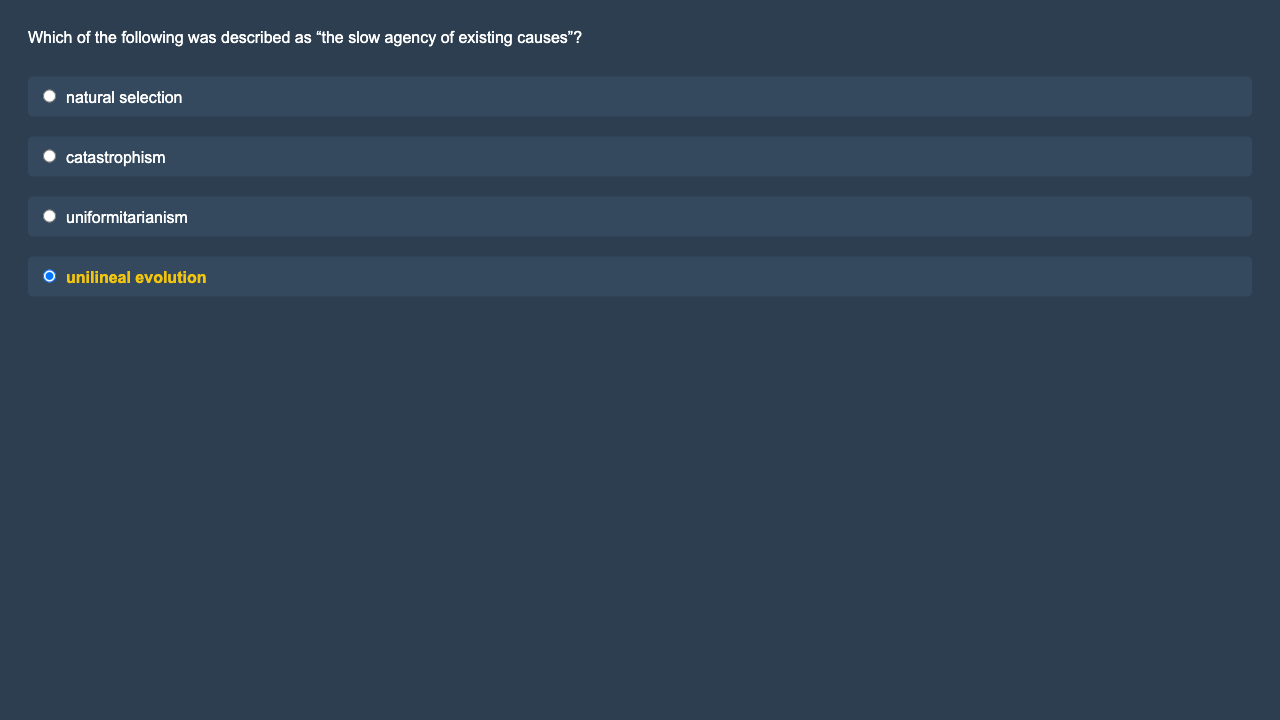 Which of the following was described as “the slow agency of existing causes”?
natural selection
catastrophism
uniformitarianism
unilineal evolution